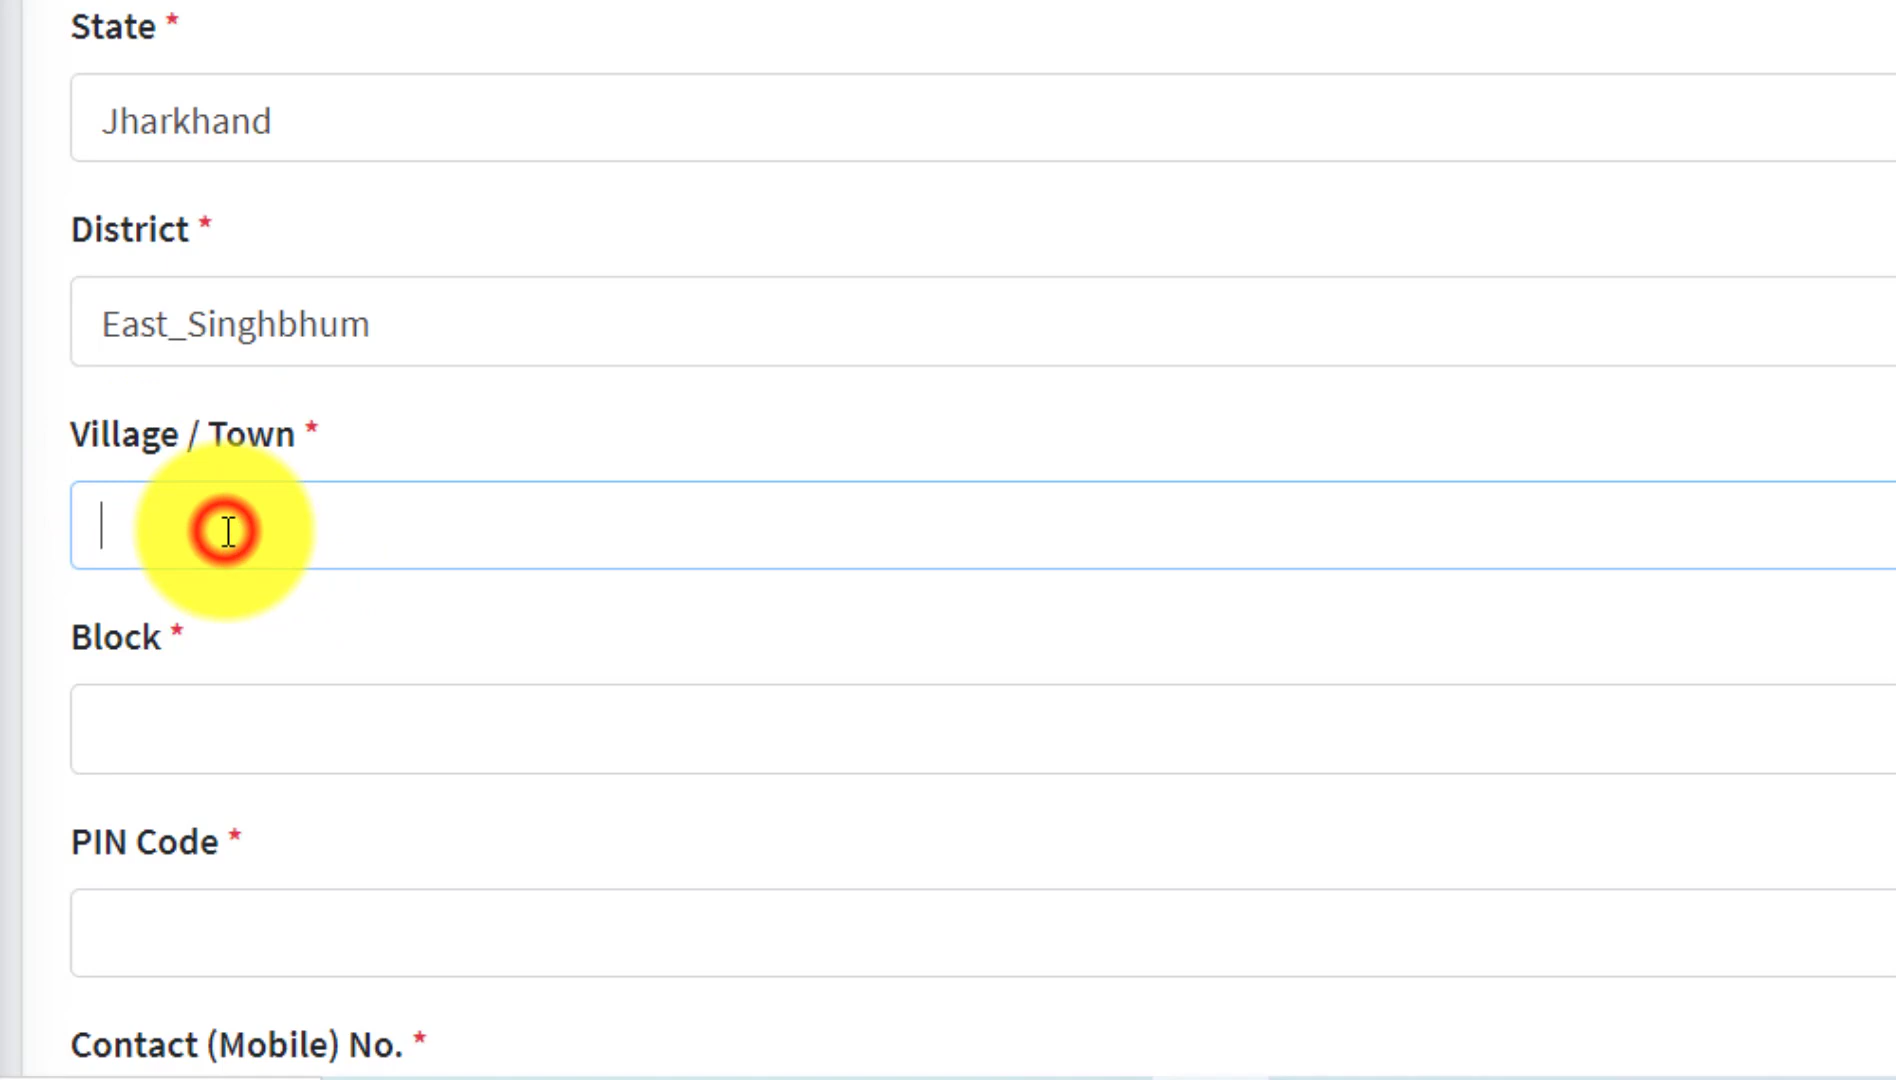 State *
Jharkhand
District *
East_Singhbhum
Village / Town *
Block *
PIN Code *
Contact (Mobile) No. *